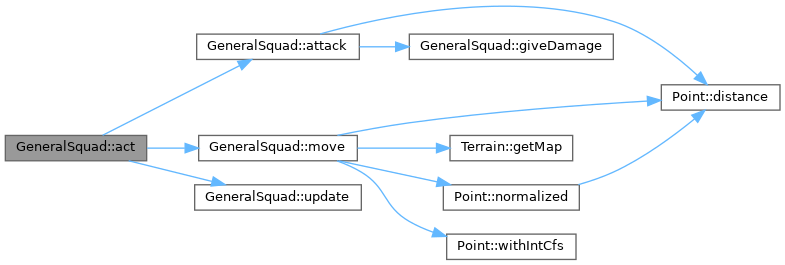 GeneralSquad::act
GeneralSquad::attack
GeneralSquad::giveDamage
Point::distance
GeneralSquad::move
Terrain::getMap
Point::normalized
Point::withIntCfs
GeneralSquad::update